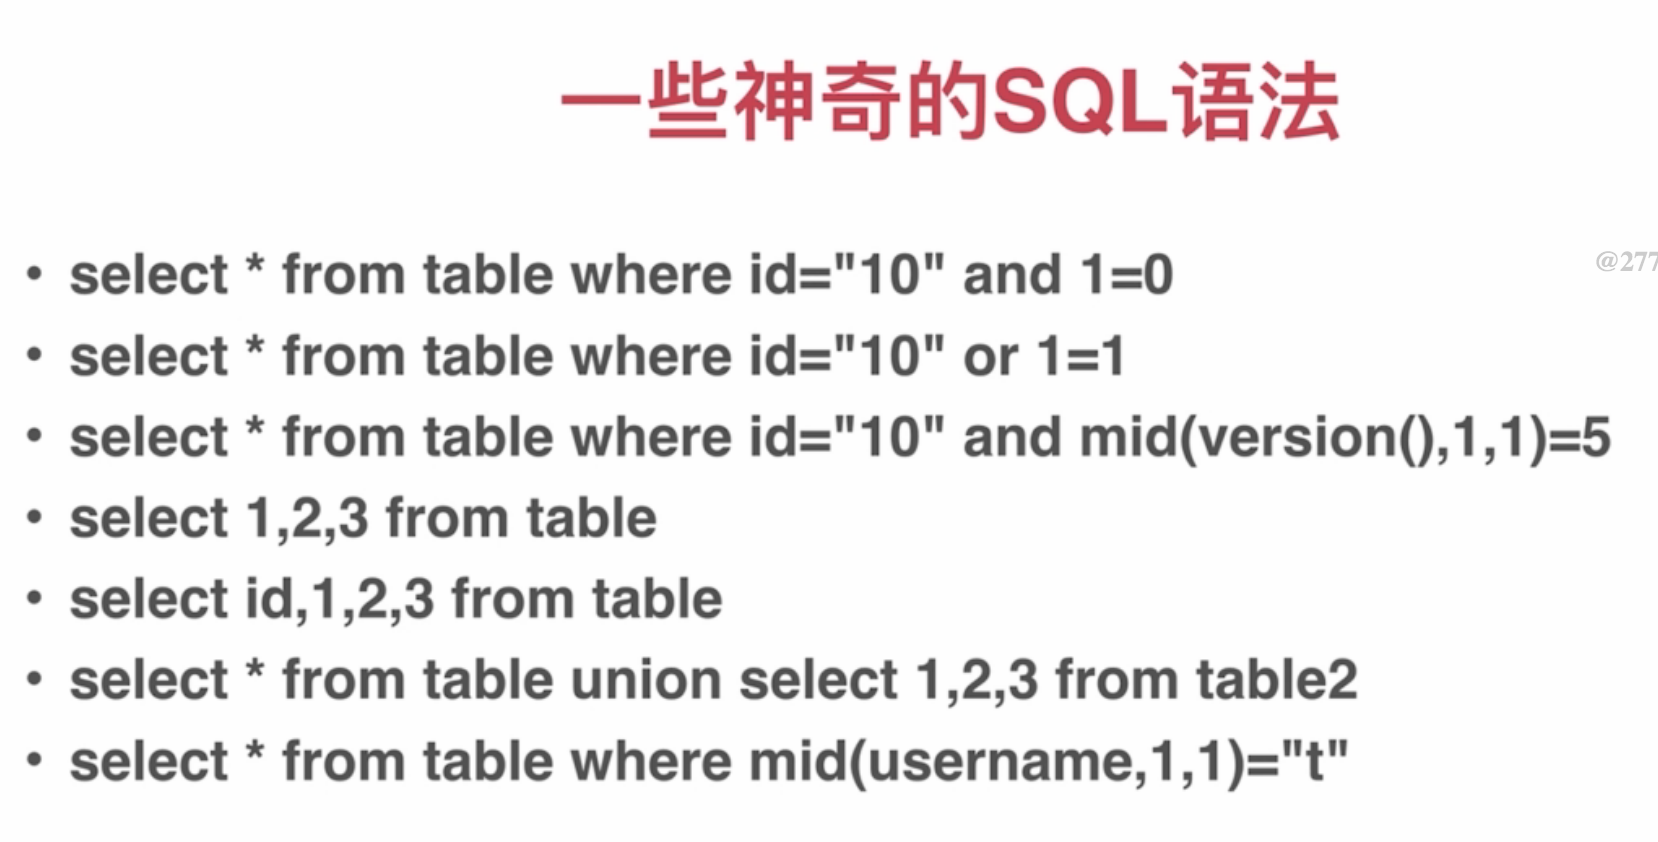 一些神奇的SQL语法
• select * from table where id="10" and 1=0
@277
• select * from table where id="10" or 1=1
• select * from table where id="10" and mid(version(),1,1)=5
• select 1,2,3 from table
• select id,1,2,3 from table
• select * from table union select 1,2,3 from table2
• select * from table where mid(username,1,1)="t"